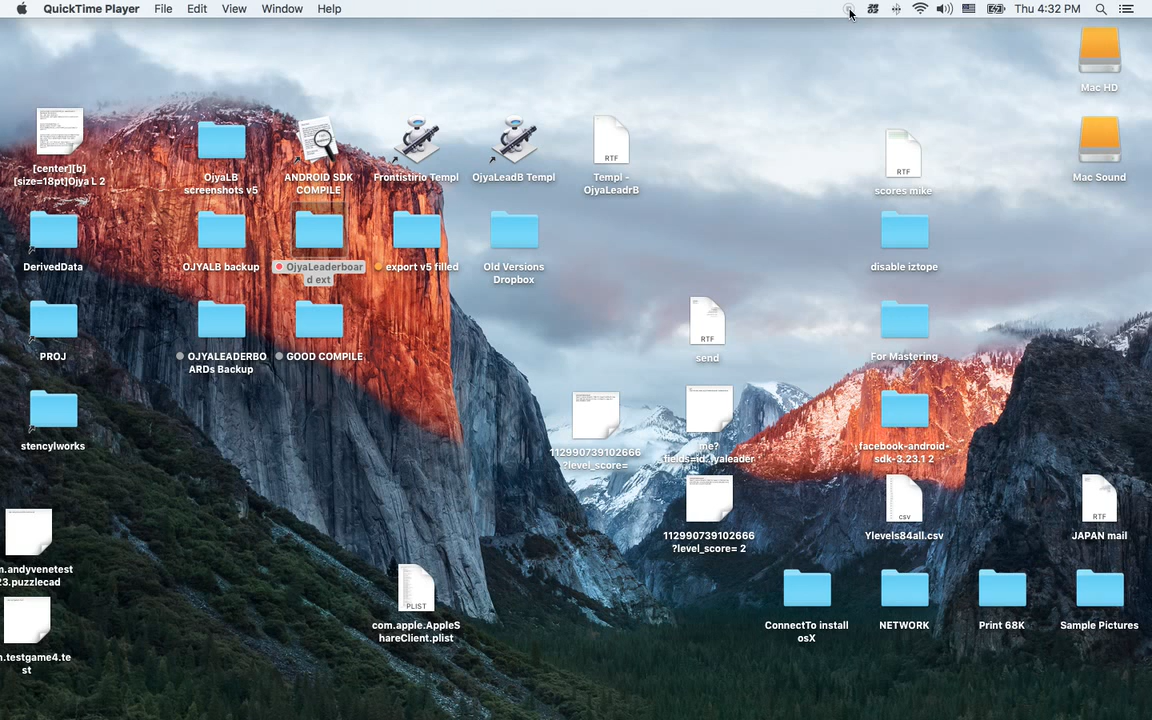 QuickTime Player File Edit View Window Help Thu 4:32 PM
Mac HD
[center][b]
[size=18pt]Ojya L 2
OjyaLB
screenshots v5
ANDROID SDK
COMPILE
Frontistirio Templ
OjyaLeadB Templ
RTF
Templ -
OjyaLeadrB
RTF
scores mike
Mac Sound
DerivedData
OJYALB backup
OjyaLeaderboar
d ext
export v5 filled
Old Versions
Dropbox
disable iztope
PROJ
OJYALEADERBO
ARDs Backup
GOOD COMPILE
RTF
send
For Mastering
stencylworks
112990739102666
?level_score=
me?
fields=id..yaleader
facebook-android-
sdk-3.23.1 2
m.andyvenetest
23.puzzlecad
112990739102666
?level_score= 2
CSV
Ylevels84all.csv
RTF
JAPAN mail
m.testgame4.te
st
PLIST
com.apple.AppleS
hareClient.plist
ConnectTo install
osX
NETWORK
Print 68K
Sample Pictures